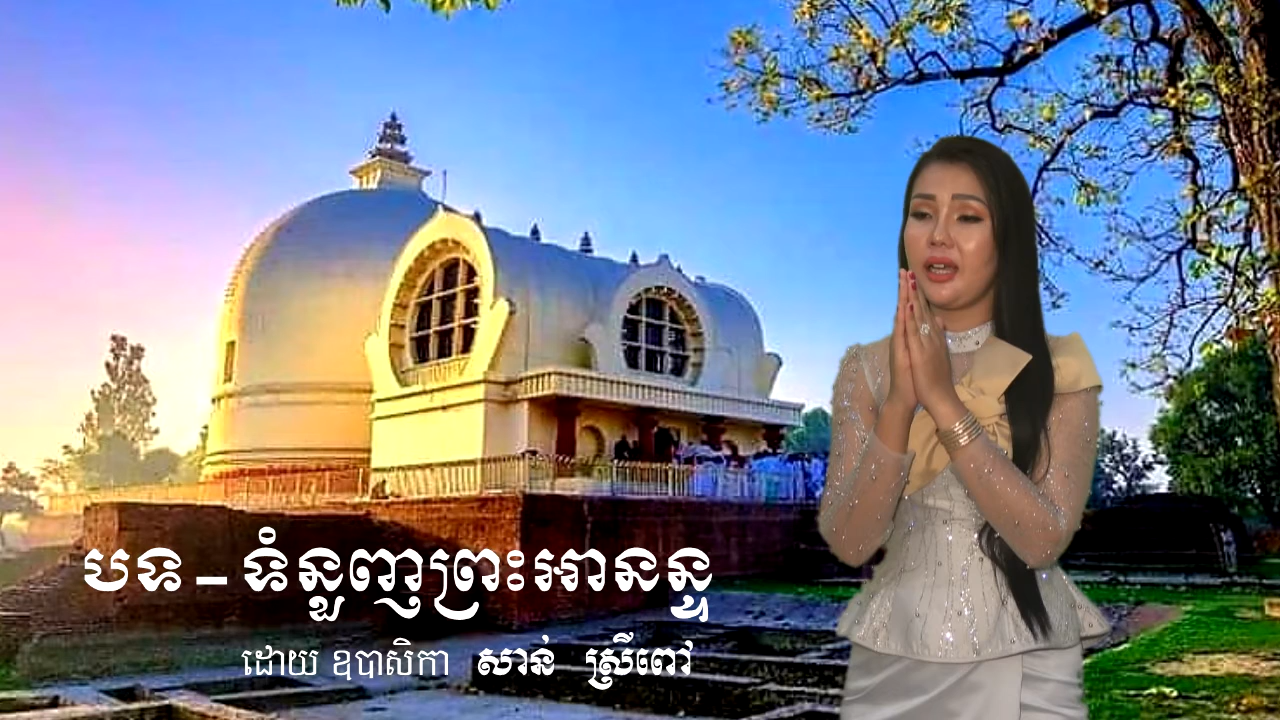 បទ – ទំនួញព្រះអានន្ទ
ដោយ ឧបាសិកា សាន់ ស្រីពៅ